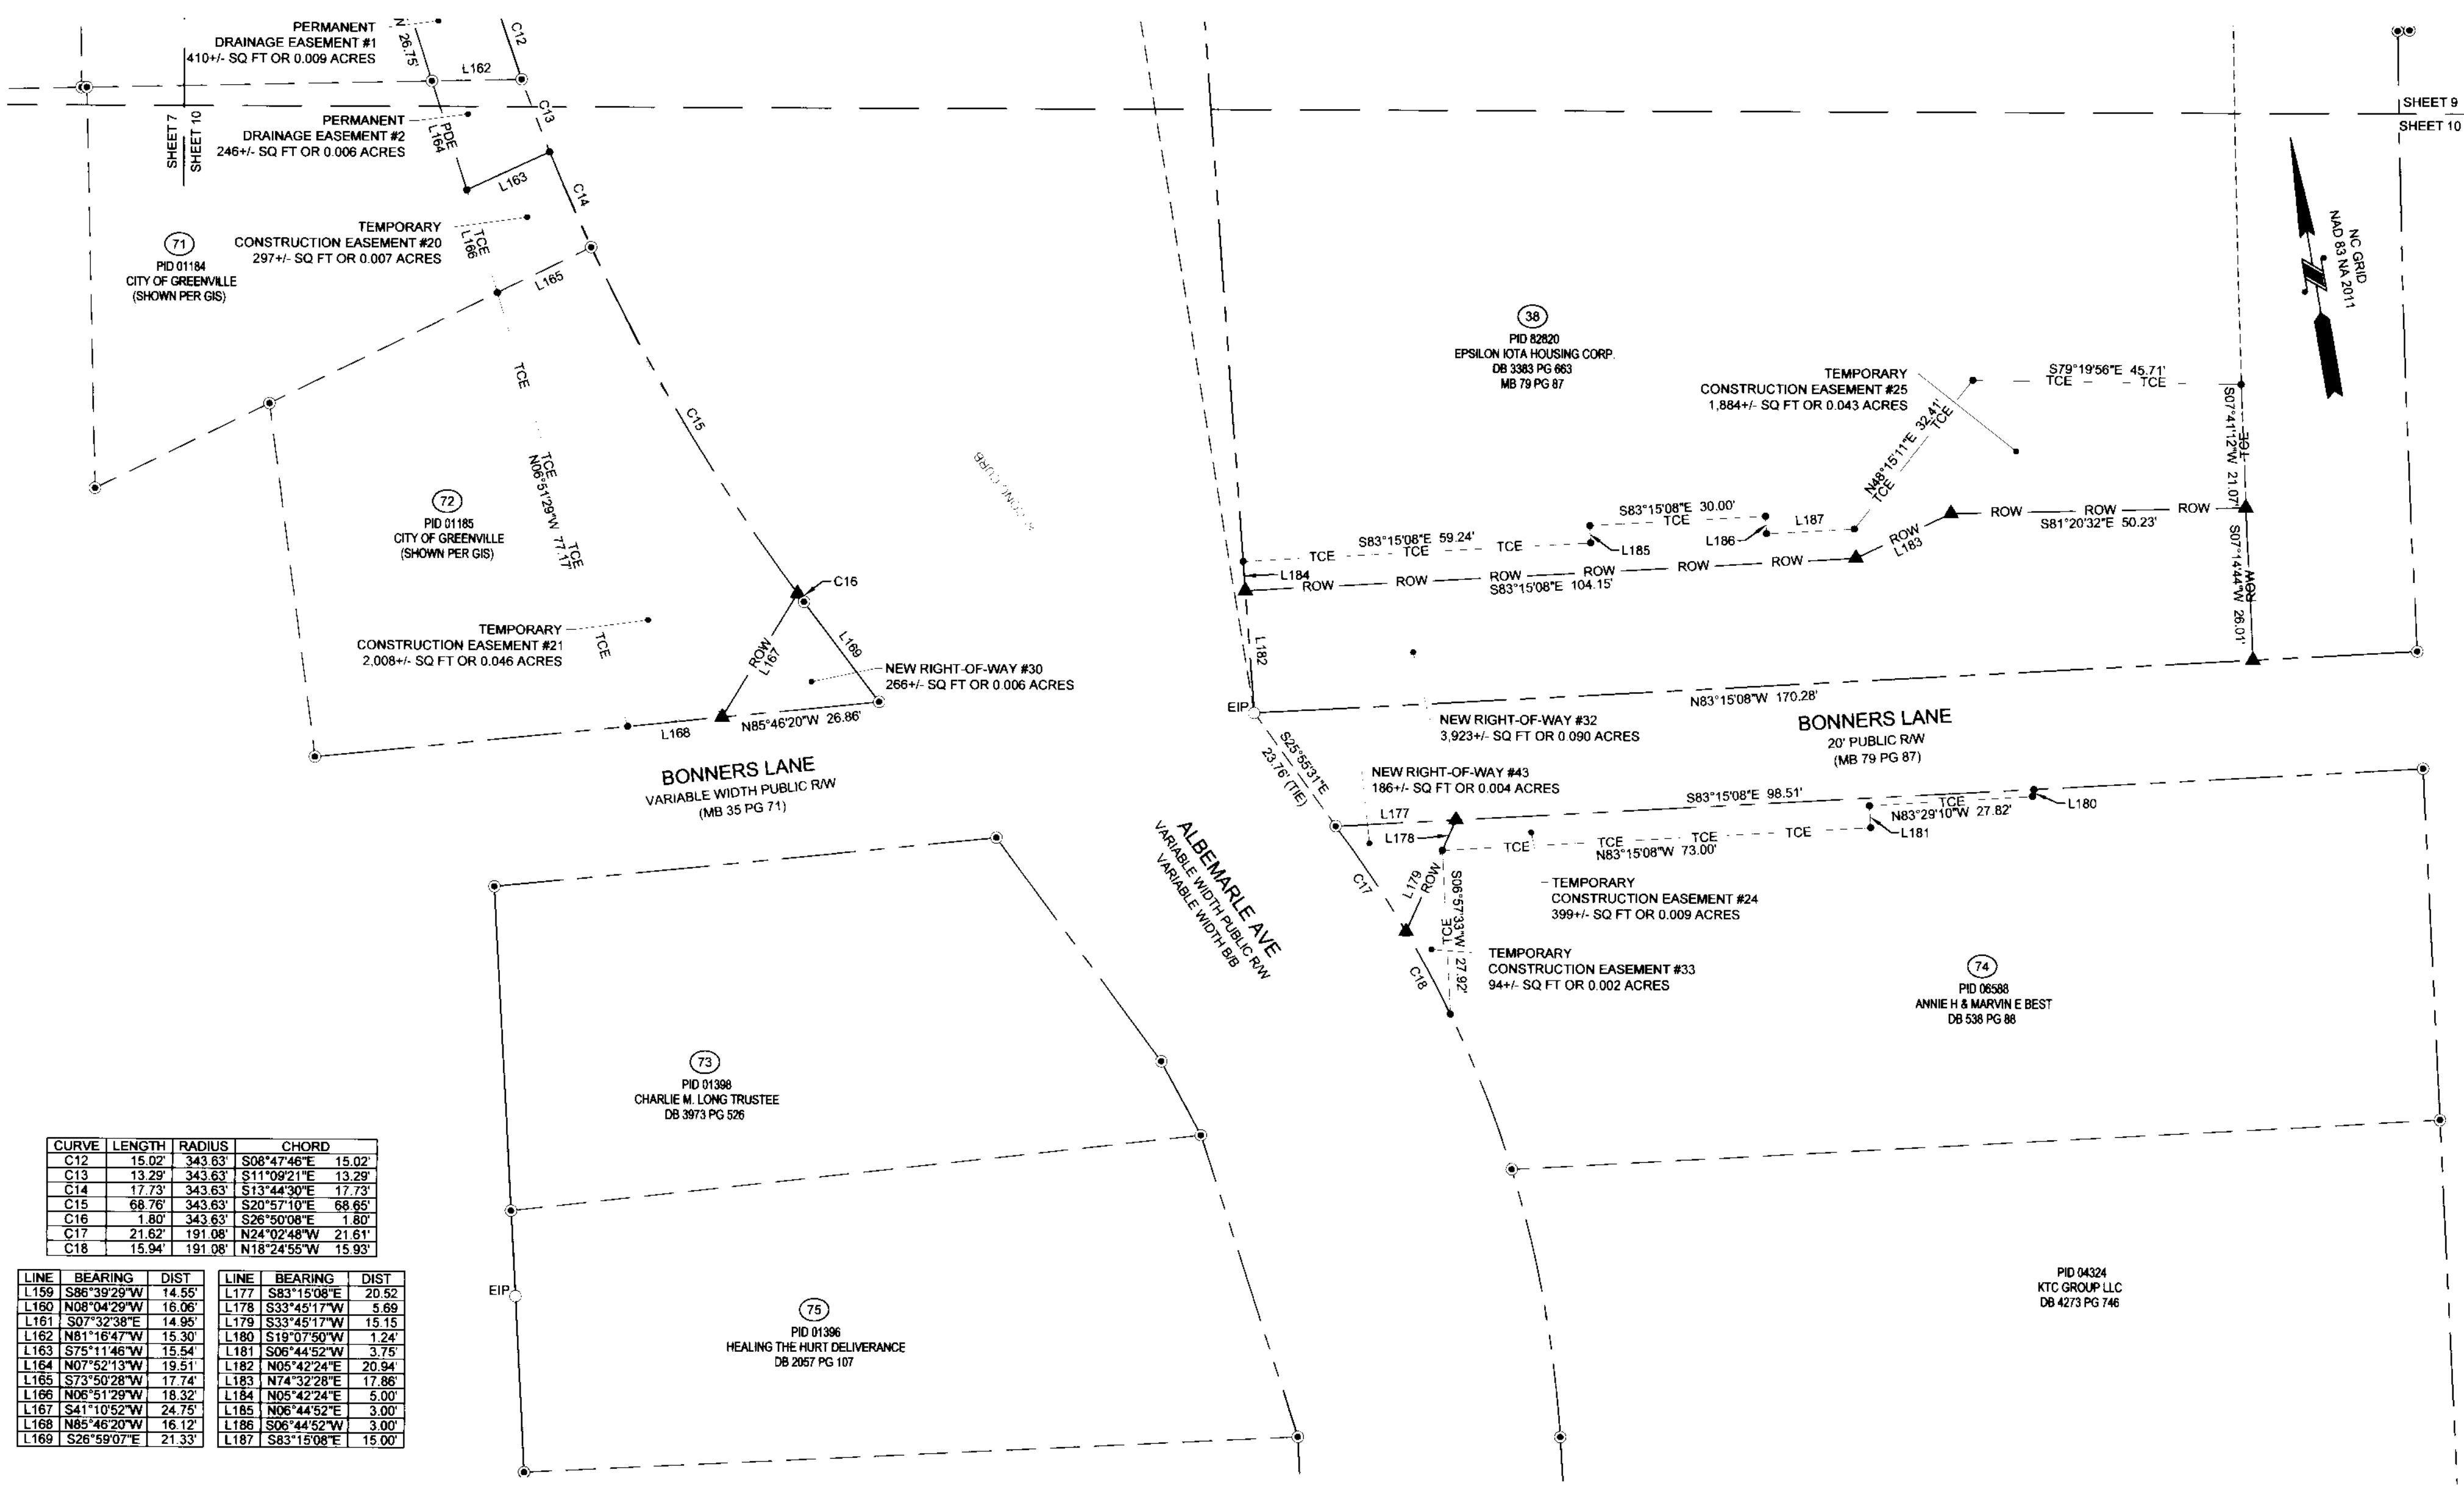 PERMANENT
DRAINAGE EASEMENT #1
410+/- SQ FT OR 0.009 ACRES
N
26.75'
C12
L162
C13
SHEET 7
SHEET 10
PERMANENT
DRAINAGE EASEMENT #2
246+/- SQ FT OR 0.006 ACRES
PDE
L164
L163
C14
TEMPORARY
CONSTRUCTION EASEMENT #20
297+/- SQ FT OR 0.007 ACRES
TCE
L166
L165
71
PID 01184
CITY OF GREENVILLE
(SHOWN PER GIS)
TCE
C15
TCE
N06°51'29"W 77.17'
TCE
72
PID 01185
CITY OF GREENVILLE
(SHOWN PER GIS)
C16
TEMPORARY
CONSTRUCTION EASEMENT #21
2,008+/- SQ FT OR 0.046 ACRES
TCE
ROW
L167
L169
NEW RIGHT-OF-WAY #30
266+/- SQ FT OR 0.006 ACRES
L168
N85°46'20"W 26.86'
BONNERS LANE
VARIABLE WIDTH PUBLIC R/W
(MB 35 PG 71)
SHEET 9
SHEET 10
NC GRID
NAD 83 NA 2011
38
PID 82820
EPSILON IOTA HOUSING CORP.
DB 3383 PG 663
MB 79 PG 87
TEMPORARY
CONSTRUCTION EASEMENT #25
1,884+/- SQ FT OR 0.043 ACRES
S79°19'56"E 45.71'
TCE TCE
N48°15'11"E 32.41'
TCE TCE
S07°41'12"W 21.07'
TCE
S83°15'08"E 30.00'
TCE
L187
L186
L185
S83°15'08"E 59.24'
TCE TCE TCE
L184
ROW ROW ROW ROW ROW ROW
S83°15'08"E 104.15'
ROW
L183
ROW ROW ROW
S81°20'32"E 50.23'
S07°14'44"W 26.01'
ROW
L182
EIP
N83°15'08"W 170.28'
NEW RIGHT-OF-WAY #32
3,923+/- SQ FT OR 0.090 ACRES
BONNERS LANE
20' PUBLIC R/W
(MB 79 PG 87)
S25°55'31"E
23.76' (TIE)
NEW RIGHT-OF-WAY #43
186+/- SQ FT OR 0.004 ACRES
L177
L178
S83°15'08"E 98.51'
TCE
N83°29'10"W 27.82'
L180
L181
TCE TCE TCE TCE
N83°15'08"W 73.00'
C17
L179
ROW
S06°57'33"W 27.92'
TCE
C18
TEMPORARY
CONSTRUCTION EASEMENT #24
399+/- SQ FT OR 0.009 ACRES
TEMPORARY
CONSTRUCTION EASEMENT #33
94+/- SQ FT OR 0.002 ACRES
ALBEMARLE AVE
VARIABLE WIDTH PUBLIC R/W
VARIABLE WIDTH B/B
74
PID 06588
ANNIE H & MARVIN E BEST
DB 538 PG 88
73
PID 01398
CHARLIE M. LONG TRUSTEE
DB 3973 PG 526
EIP
75
PID 01396
HEALING THE HURT DELIVERANCE
DB 2057 PG 107
PID 04324
KTC GROUP LLC
DB 4273 PG 746
CURVE LENGTH RADIUS CHORD
C12 15.02' 343.63' S08°47'46"E 15.02'
C13 13.29' 343.63' S11°09'21"E 13.29'
C14 17.73' 343.63' S13°44'30"E 17.73'
C15 68.76' 343.63' S20°57'10"E 68.65'
C16 1.80' 343.63' S26°50'08"E 1.80'
C17 21.62' 191.08' N24°02'48"W 21.61'
C18 15.94' 191.08' N18°24'55"W 15.93'
LINE BEARING DIST
L159 S86°39'29"W 14.55'
L160 N08°04'29"W 16.06'
L161 S07°32'38"E 14.95'
L162 N81°16'47"W 15.30'
L163 S75°11'46"W 15.54'
L164 N07°52'13"W 19.51'
L165 S73°50'28"W 17.74'
L166 N06°51'29"W 18.32'
L167 S41°10'52"W 24.75'
L168 N85°46'20"W 16.12'
L169 S26°59'07"E 21.33'
LINE BEARING DIST
L177 S83°15'08"E 20.52
L178 S33°45'17"W 5.69
L179 S33°45'17"W 15.15
L180 S19°07'50"W 1.24'
L181 S06°44'52"W 3.75'
L182 N05°42'24"E 20.94'
L183 N74°32'28"E 17.86'
L184 N05°42'24"E 5.00'
L185 N06°44'52"E 3.00'
L186 S06°44'52"W 3.00'
L187 S83°15'08"E 15.00'